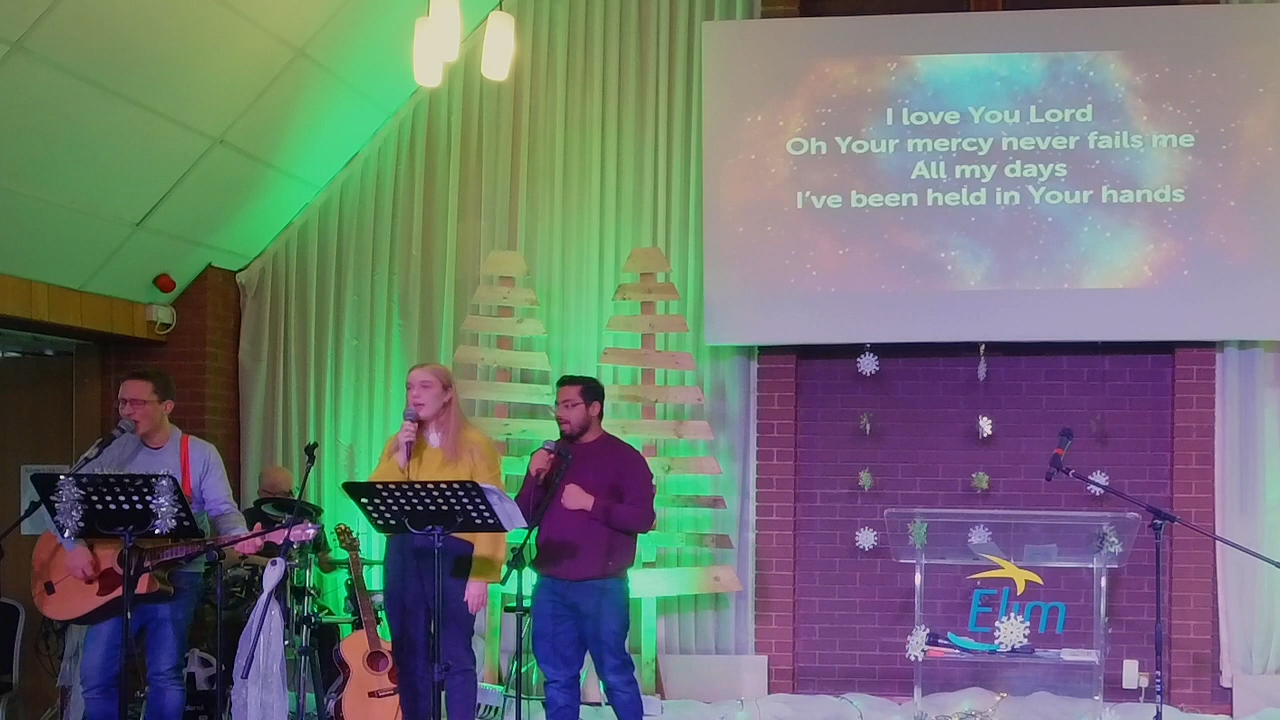 I love You Lord
Oh Your mercy never fails me
All my days
I've been held in Your hands
Elim